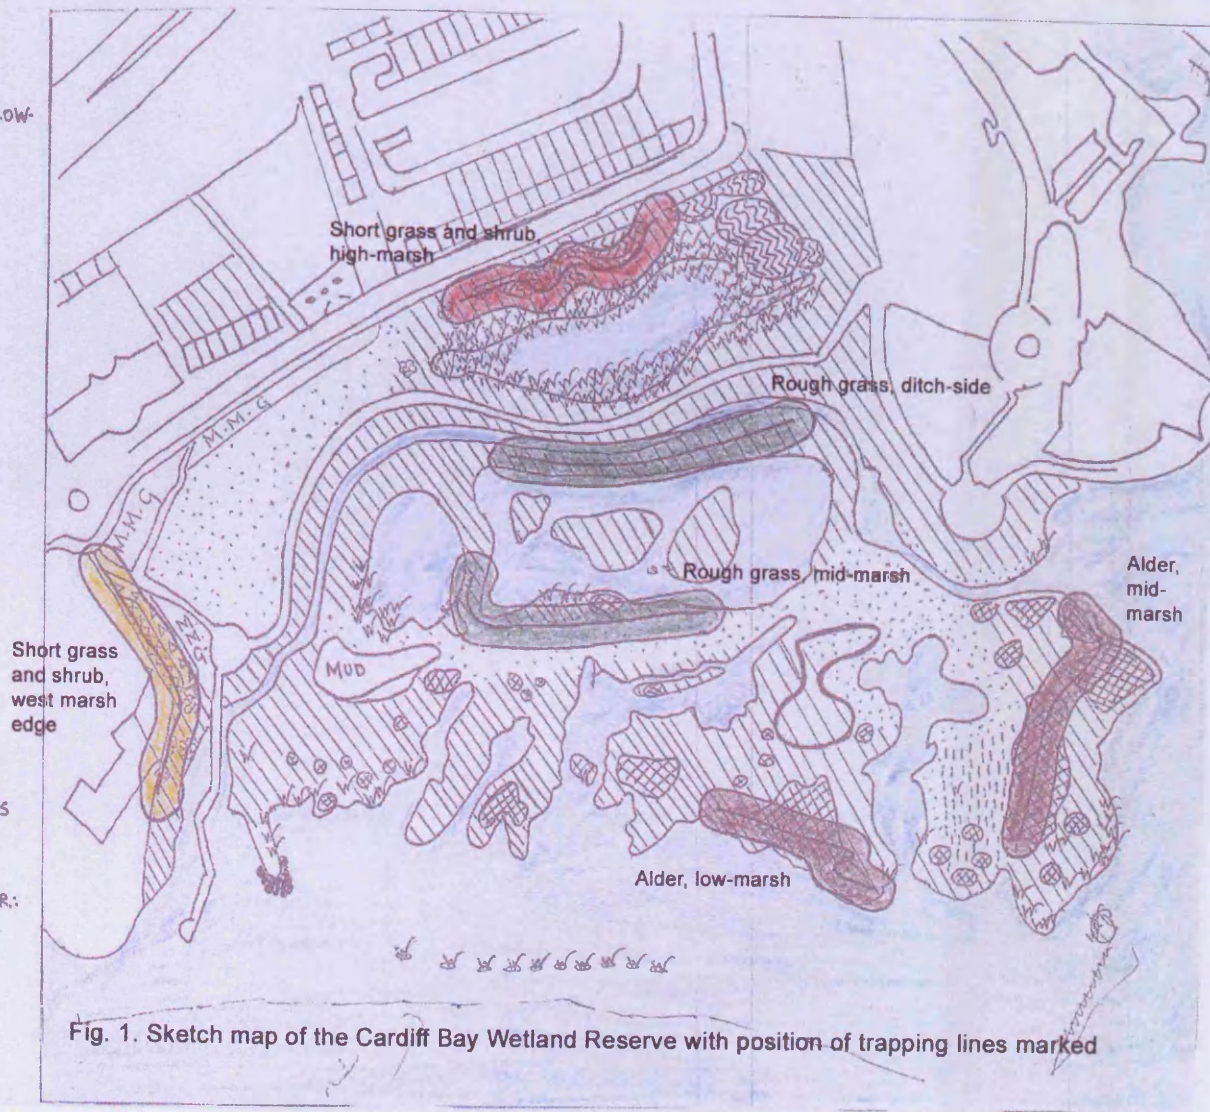 OW-
Short grass and shrub,
high-marsh
Rough grass, ditch-side
M.M.G
M.M.G
Rough grass, mid-marsh
Alder,
mid-
marsh
Short grass
and shrub,
west marsh
edge
MUD
S
Alder, low-marsh
R:
Fig. 1. Sketch map of the Cardiff Bay Wetland Reserve with position of trapping lines marked